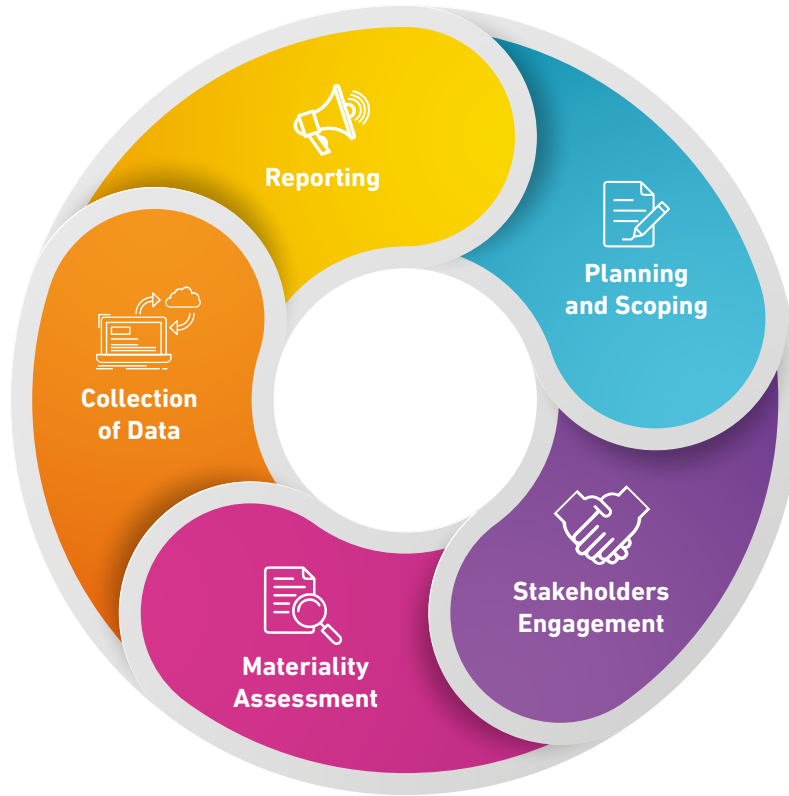 Reporting
Planning
and Scoping
Collection
of Data
Stakeholders
Engagement
Materiality
Assessment